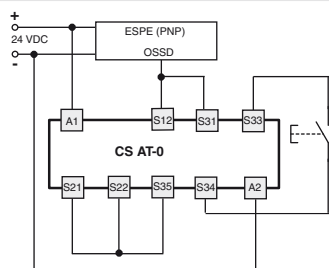 +
ESPE (PNP)
24 VDC
OSSD
-
A1
S12
S31
S33
CS AT-0
S21
S22
S35
S34
A2